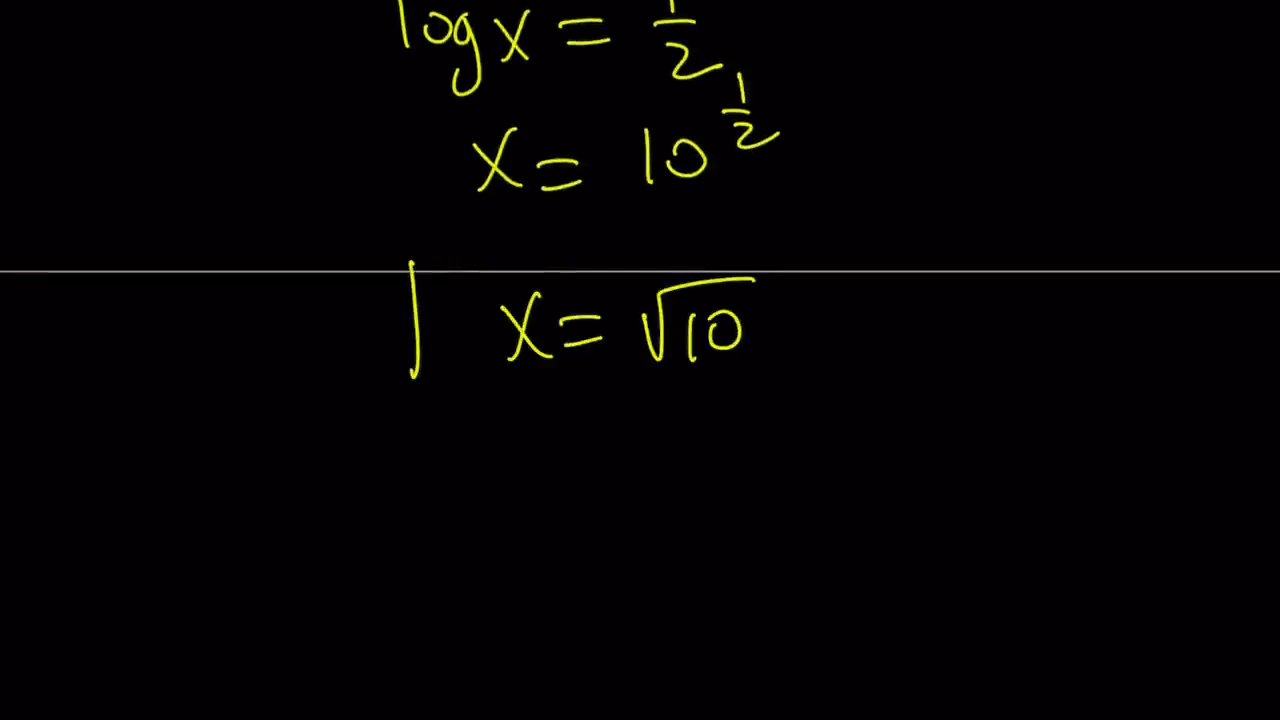 log x = 1/2
x = 10^(1/2)
x = √10